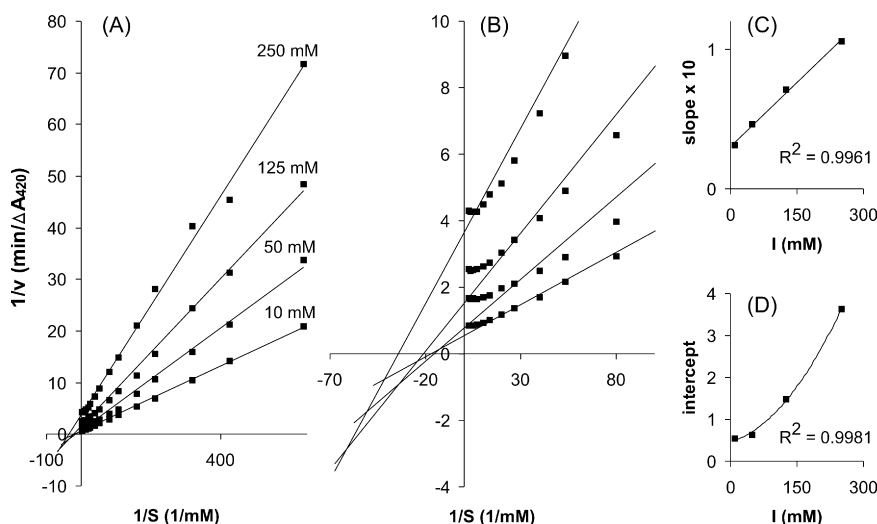 (A)
80
70
60
50
40
30
20
10
0
-10
-100
400
250 mM
125 mM
50 mM
10 mM
1/v (min/ΔA420)
1/S (1/mM)
(B)
10
8
6
4
2
0
-2
-4
-70
-20
30
80
1/S (1/mM)
(C)
1
0
slope x 10
R² = 0.9961
0
150
300
I (mM)
(D)
4
3
2
1
0
intercept
R² = 0.9981
0
150
300
I (mM)